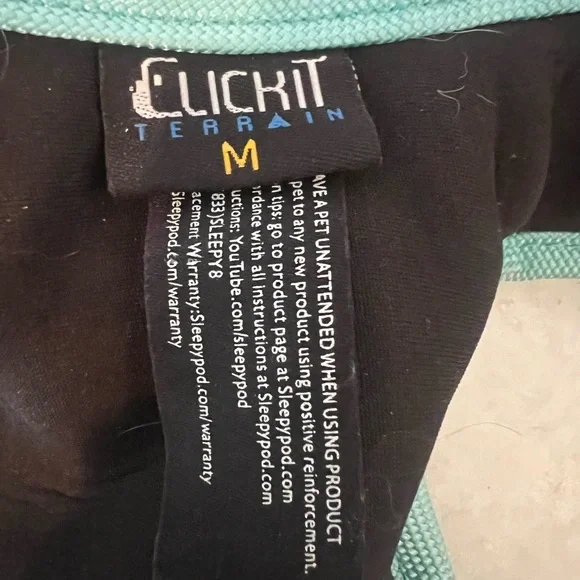 CLICKIT
TERRAIN
M
AVE A PET UNATTENDED WHEN USING PRODUCT
pet to any new product using positive reinforcement.
n tips: go to product page at Sleepypod.com
rdance with all instructions at Sleepypod.com
uctions: YouTube.com/sleepypod
833)SLEEPY8
acement Warranty:Sleepypod.com/warranty
Sleepypod.com/warranty